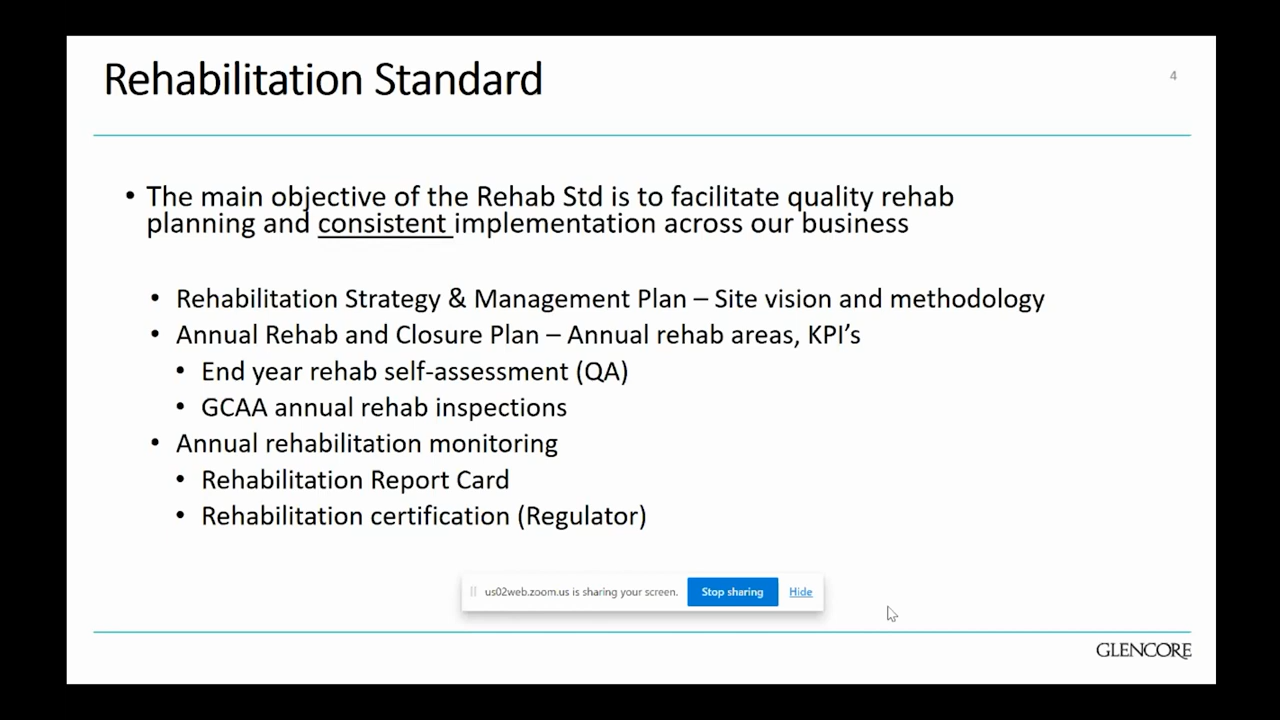 Rehabilitation Standard
4
• The main objective of the Rehab Std is to facilitate quality rehab
planning and consistent implementation across our business
• Rehabilitation Strategy & Management Plan – Site vision and methodology
• Annual Rehab and Closure Plan – Annual rehab areas, KPI's
• End year rehab self-assessment (QA)
• GCAA annual rehab inspections
• Annual rehabilitation monitoring
• Rehabilitation Report Card
• Rehabilitation certification (Regulator)
us02web.zoom.us is sharing your screen. Stop sharing Hide
GLENCORE